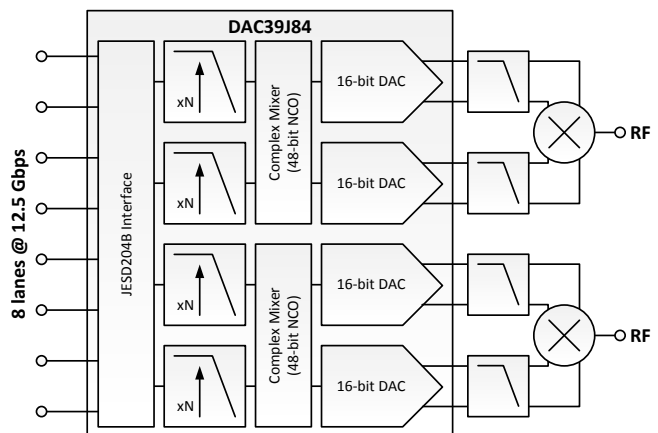 DAC39J84
8 lanes @ 12.5 Gbps
JESD204B Interface
xN
Complex Mixer
(48-bit NCO)
16-bit DAC
RF
xN
16-bit DAC
xN
Complex Mixer
(48-bit NCO)
16-bit DAC
RF
xN
16-bit DAC